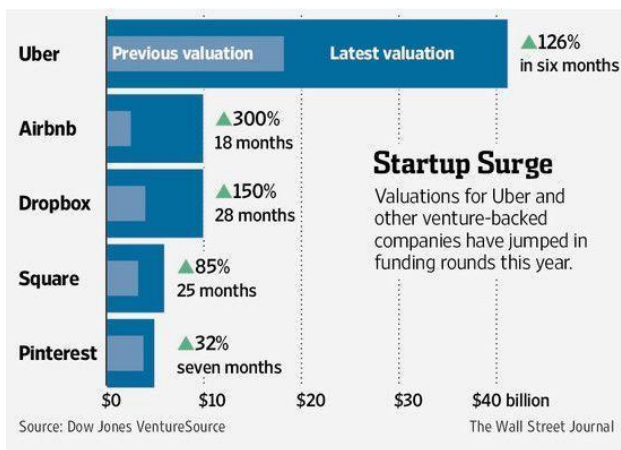 Uber
Previous valuation
Latest valuation
▲126%
in six months
Airbnb
▲300%
18 months
Dropbox
▲150%
28 months
Square
▲85%
25 months
Pinterest
▲32%
seven months
Startup Surge
Valuations for Uber and
other venture-backed
companies have jumped in
funding rounds this year.
$0 $10 $20 $30 $40 billion
Source: Dow Jones VentureSource
The Wall Street Journal